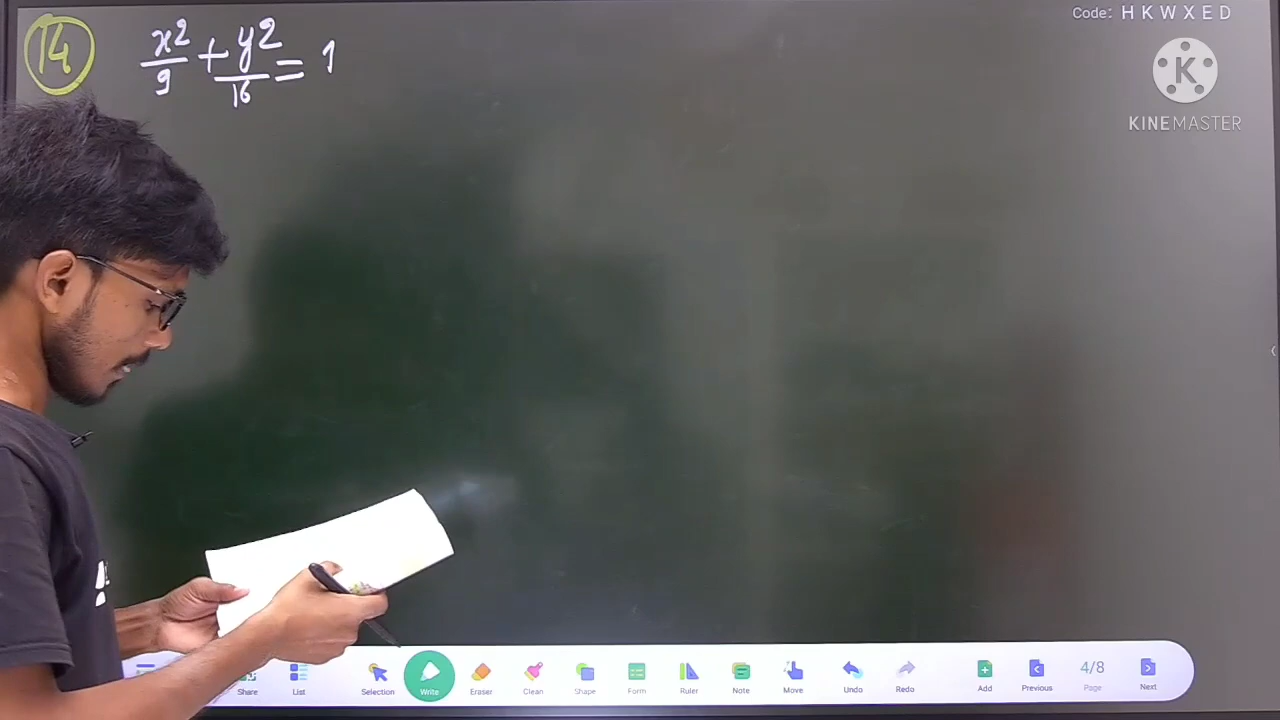 Code: HKWXED
14 x²/9 + y²/16 = 1
K
KINEMASTER
Share List Selection Write Eraser Clean Shape Form Ruler Note Move Undo Redo Add Previous 4/8 Page Next